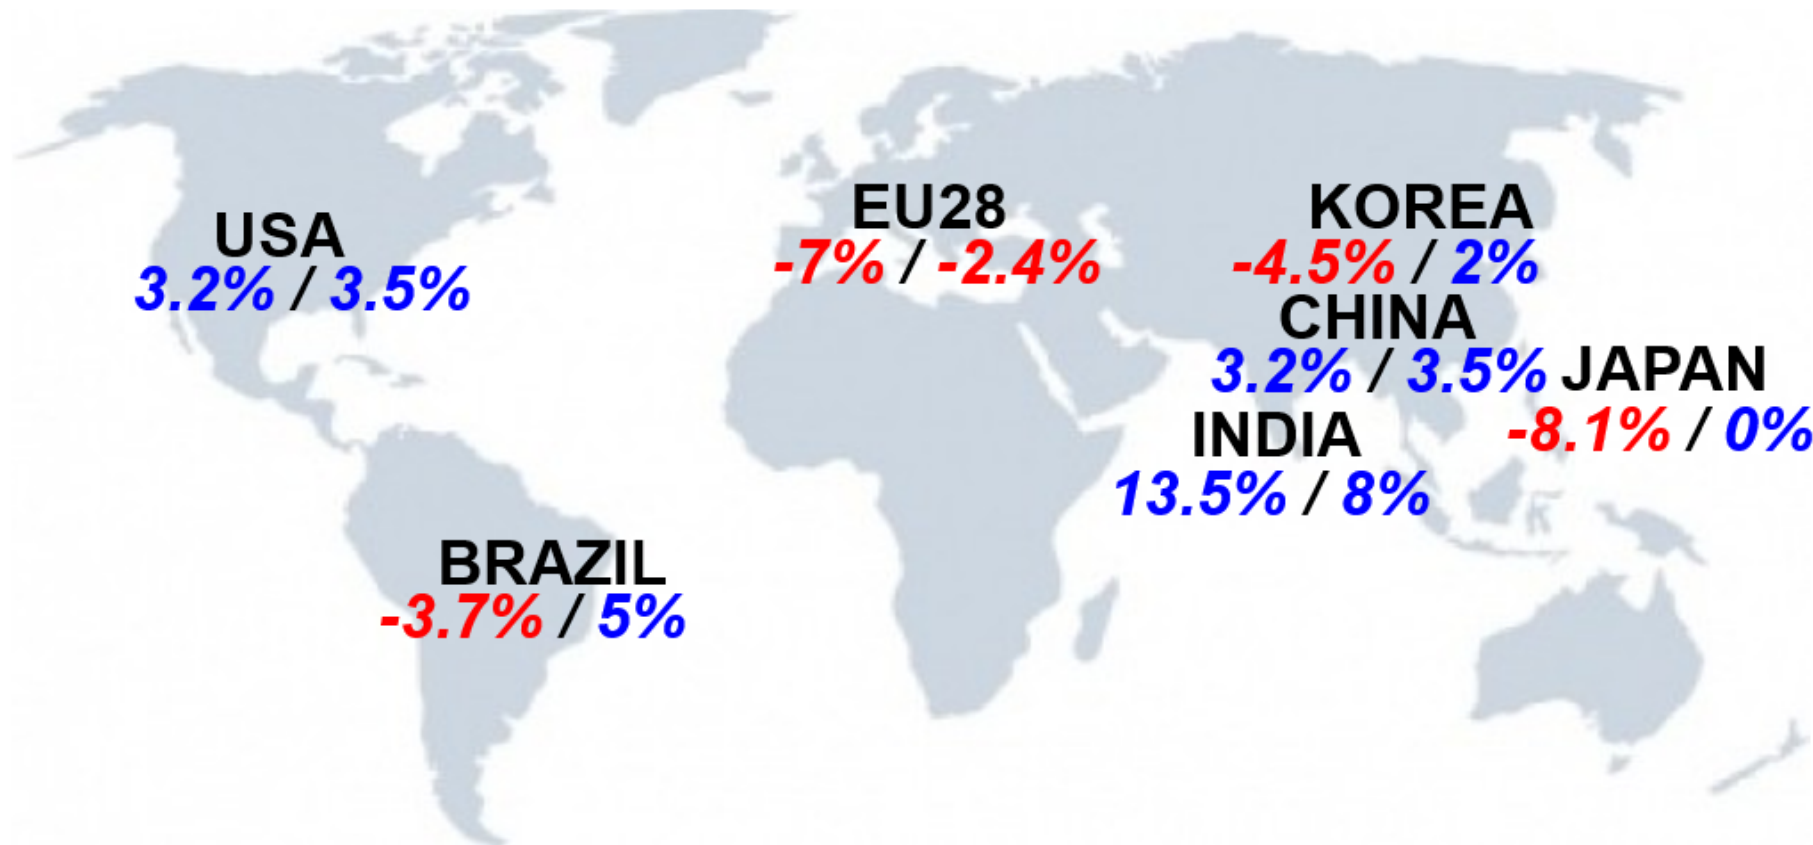 USA
3.2% / 3.5%
EU28
-7% / -2.4%
KOREA
-4.5% / 2%
CHINA
3.2% / 3.5%
JAPAN
-8.1% / 0%
INDIA
13.5% / 8%
BRAZIL
-3.7% / 5%